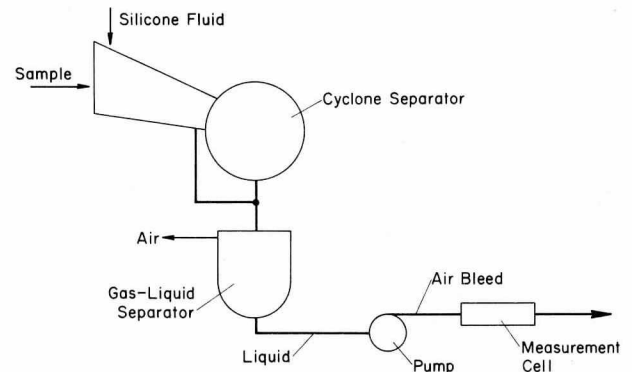 Silicone Fluid
Sample
Cyclone Separator
Air
Gas-Liquid
Separator
Air Bleed
Liquid
Pump
Measurement
Cell